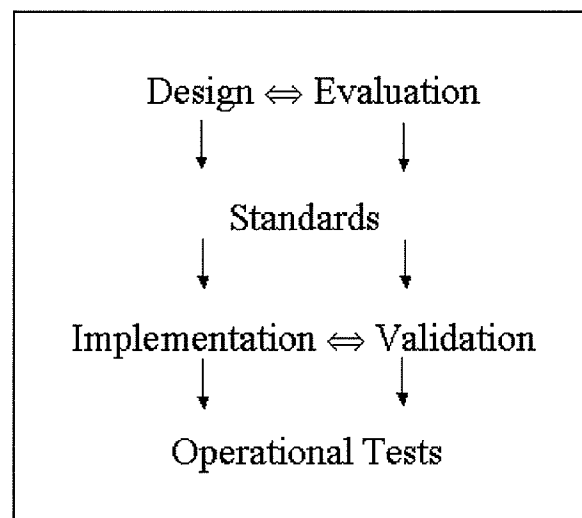 Design ⇔ Evaluation
Standards
Implementation ⇔ Validation
Operational Tests